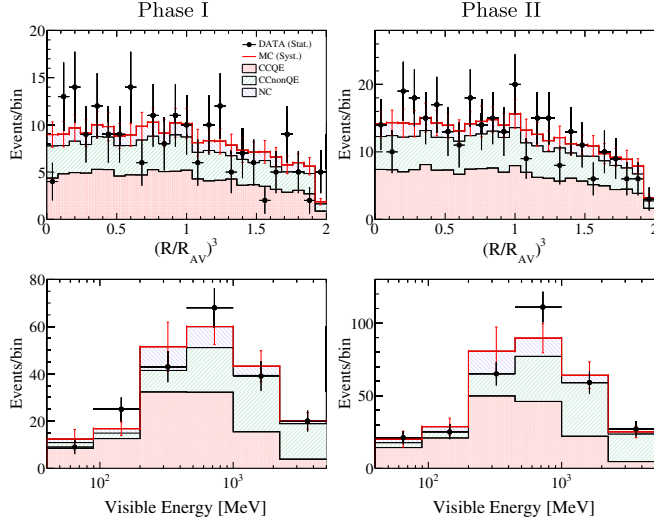 Phase I
Phase II
Events/bin
20
15
10
5
0
DATA (Stat.)
MC (Syst.)
CCQE
CCnonQE
NC
0 0.5 1 1.5 2
(R/R_AV)^3
Events/bin
20
10
0
0 0.5 1 1.5 2
(R/R_AV)^3
Events/bin
80
60
40
20
0
10^2 10^3
Visible Energy [MeV]
Events/bin
100
50
0
10^2 10^3
Visible Energy [MeV]